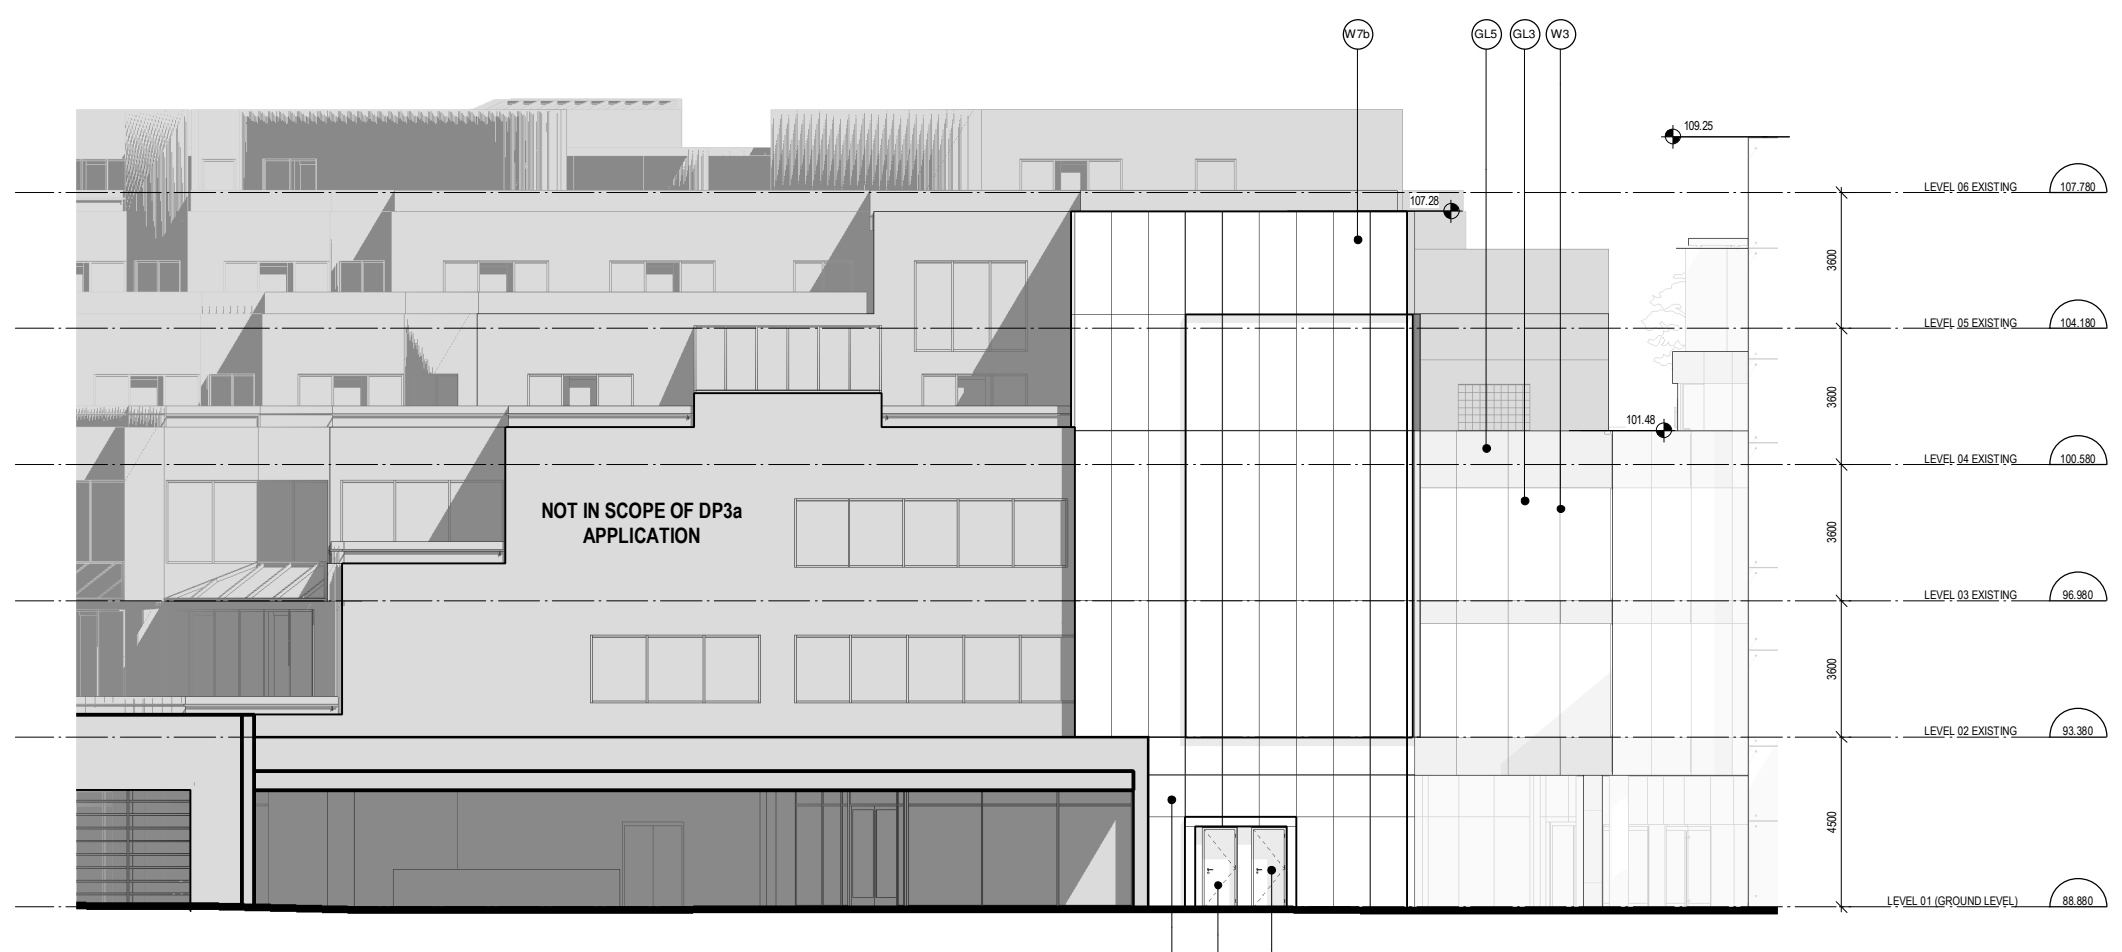 W7b
GL5
GL3
W3
109.25
LEVEL 06 EXISTING
107.780
107.28
3600
LEVEL 05 EXISTING
104.180
3600
101.48
LEVEL 04 EXISTING
100.580
NOT IN SCOPE OF DP3a
APPLICATION
3600
LEVEL 03 EXISTING
96.980
3600
LEVEL 02 EXISTING
93.380
4500
LEVEL 01 (GROUND LEVEL)
88.880